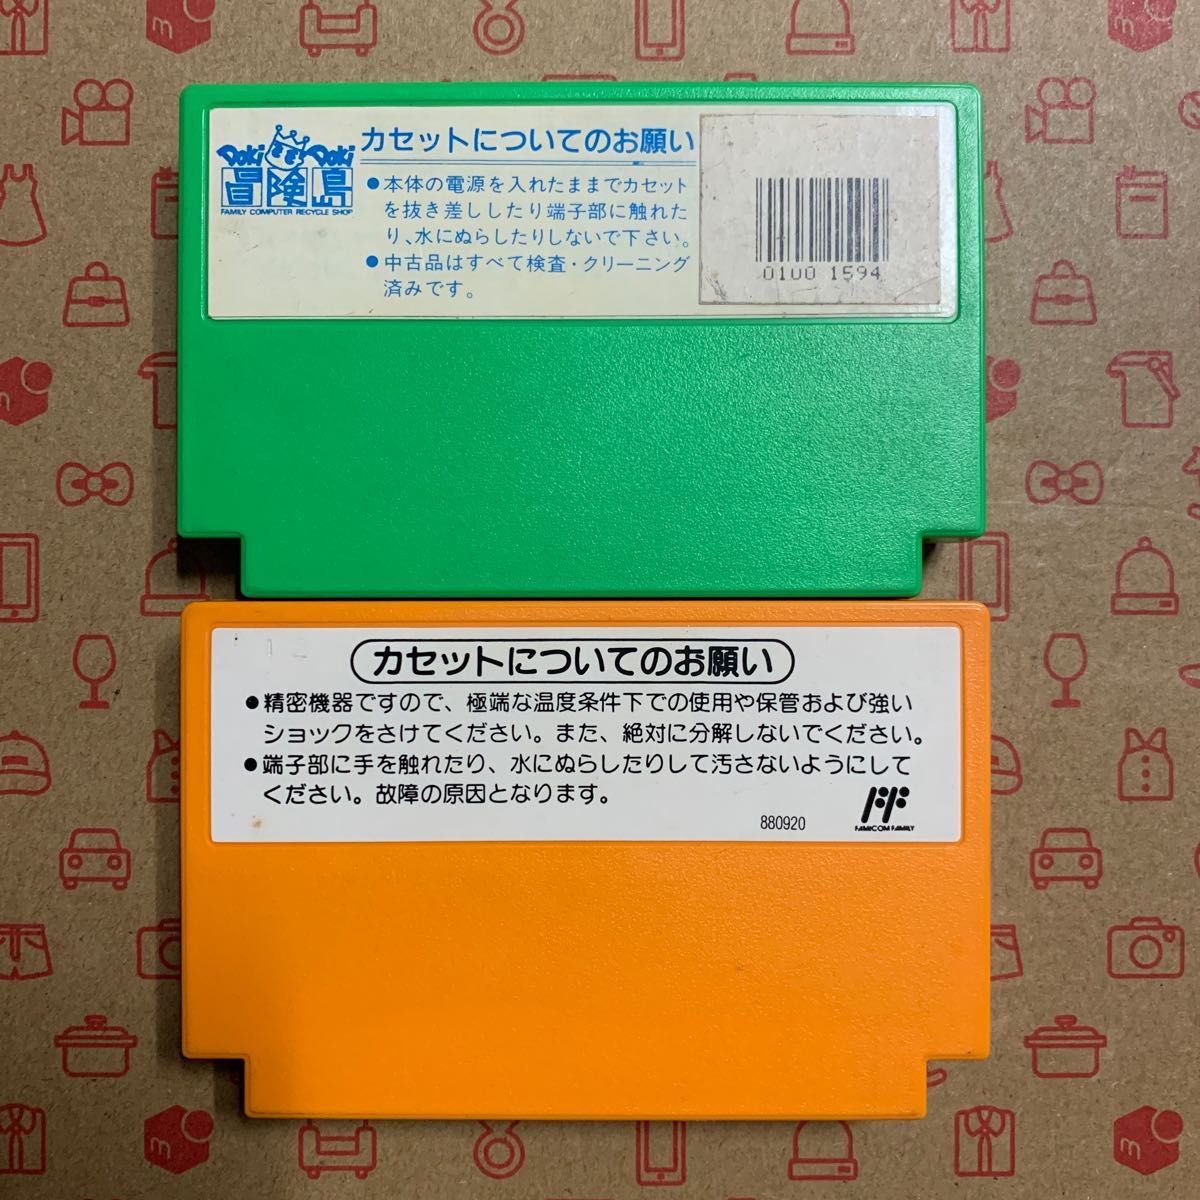 Doki Doki
冒険島
FAMILY COMPUTER RECYCLE SHOP
カセットについてのお願い
●本体の電源を入れたままでカセット
を抜き差ししたり端子部に触れた
り、水にぬらしたりしないで下さい。
●中古品はすべて検査・クリーニング
済みです。
0100 1594
カセットについてのお願い
●精密機器ですので、極端な温度条件下での使用や保管および強い
ショックをさけてください。また、絶対に分解しないでください。
●端子部に手を触れたり、水にぬらしたりして汚さないようにして
ください。故障の原因となります。
880920
FF
FAMICOM FAMILY
m
m
m
m
m